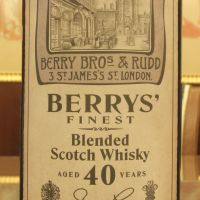 BERRY BROS & RUDD
3 ST. JAMES'S ST. LONDON.
BERRYS'
FINEST
Blended
Scotch Whisky
AGED 40 YEARS